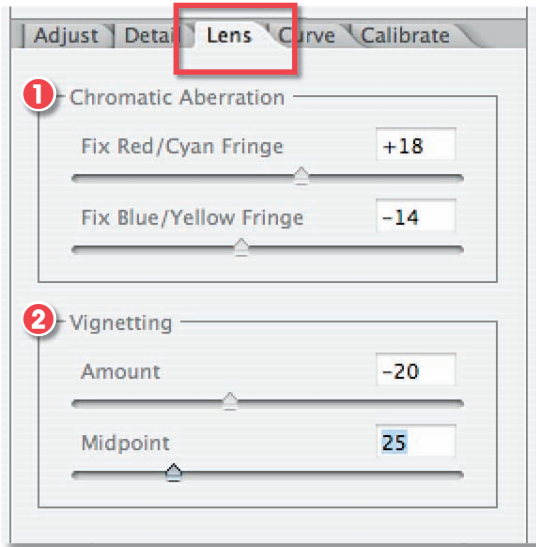 Adjust Detail Lens Curve Calibrate
1 Chromatic Aberration
Fix Red/Cyan Fringe +18
Fix Blue/Yellow Fringe -14
2 Vignetting
Amount -20
Midpoint 25